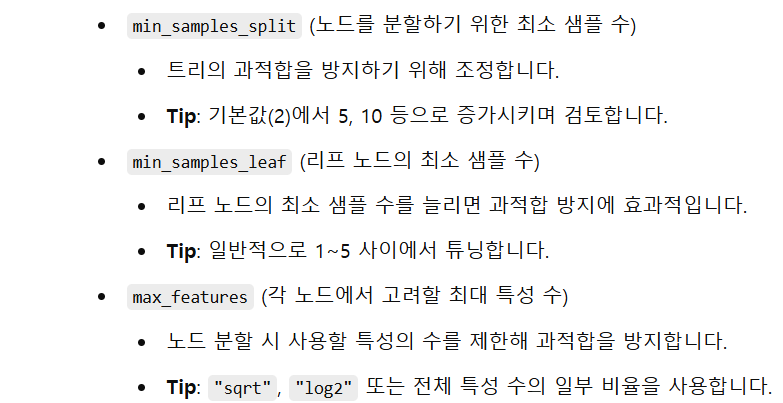 min_samples_split (노드를 분할하기 위한 최소 샘플 수)
트리의 과적합을 방지하기 위해 조정합니다.
Tip: 기본값(2)에서 5, 10 등으로 증가시키며 검토합니다.
min_samples_leaf (리프 노드의 최소 샘플 수)
리프 노드의 최소 샘플 수를 늘리면 과적합 방지에 효과적입니다.
Tip: 일반적으로 1~5 사이에서 튜닝합니다.
max_features (각 노드에서 고려할 최대 특성 수)
노드 분할 시 사용할 특성의 수를 제한해 과적합을 방지합니다.
Tip: "sqrt", "log2" 또는 전체 특성 수의 일부 비율을 사용합니다.